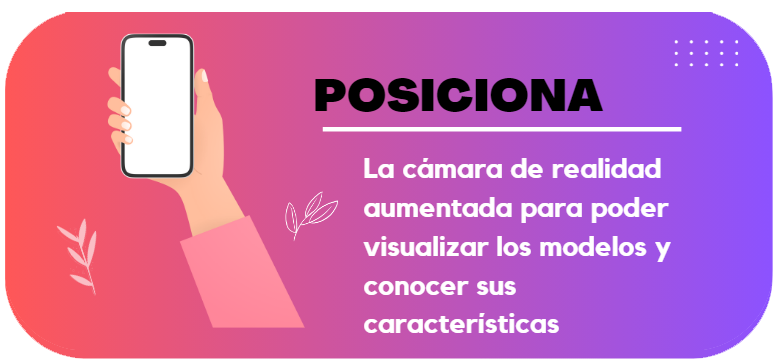 POSICIONA
La cámara de realidad
aumentada para poder
visualizar los modelos y
conocer sus
características